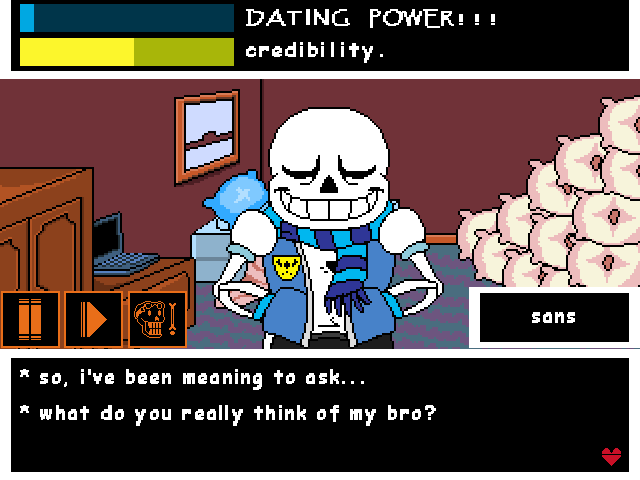 DATING POWER!!!
credibility.
sans
* so, i've been meaning to ask...
* what do you really think of my bro?